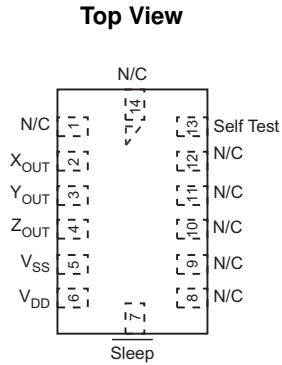 Top View
N/C
14
N/C 1 13 Self Test
XOUT 2 12 N/C
YOUT 3 11 N/C
ZOUT 4 10 N/C
VSS 5 9 N/C
VDD 6 8 N/C
7
Sleep